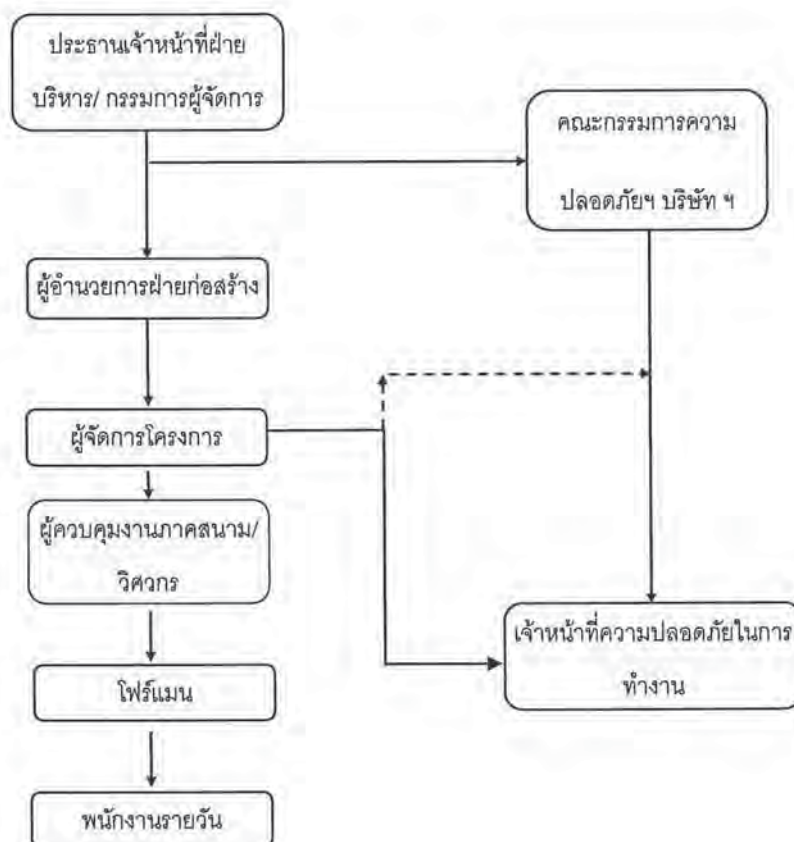 ประธานเจ้าหน้าที่ฝ่าย
บริหาร/ กรรมการผู้จัดการ
คณะกรรมการความ
ปลอดภัยฯ บริษัท ฯ
ผู้อำนวยการฝ่ายก่อสร้าง
ผู้จัดการโครงการ
ผู้ควบคุมงานภาคสนาม/
วิศวกร
เจ้าหน้าที่ความปลอดภัยในการ
ทำงาน
โฟร์แมน
พนักงานรายวัน